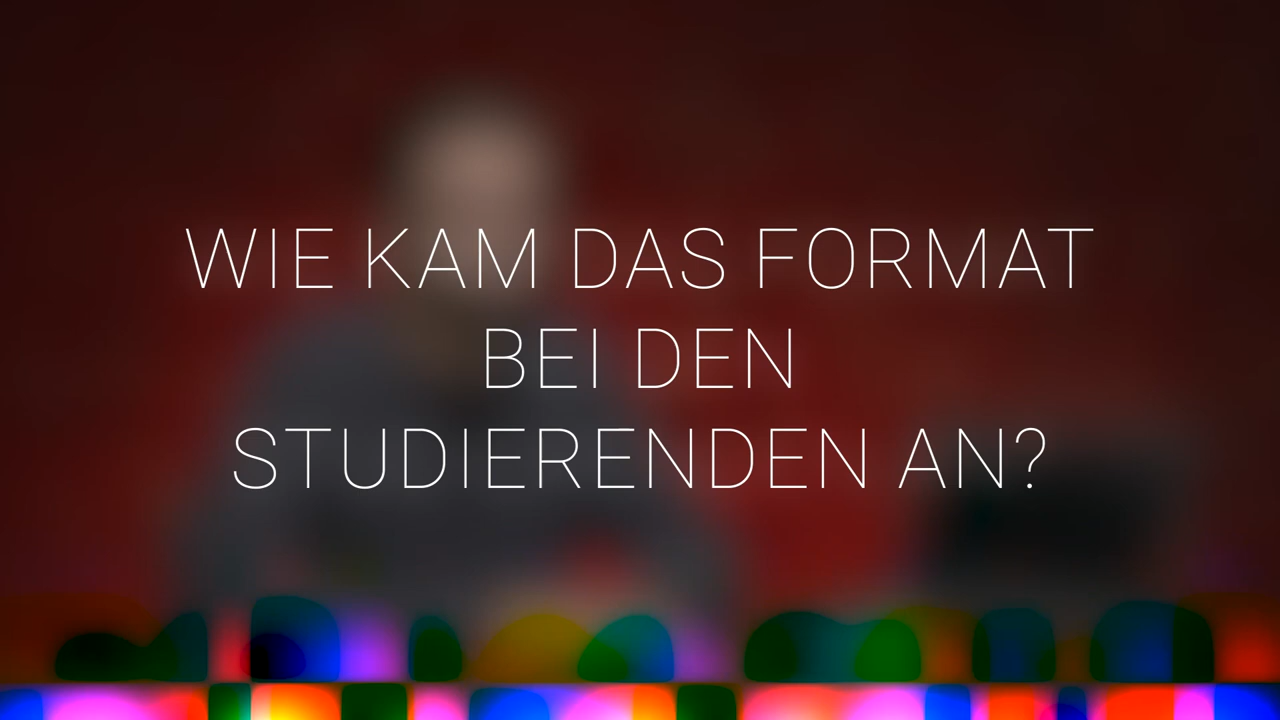 WIE KAM DAS FORMAT
BEI DEN
STUDIERENDEN AN?